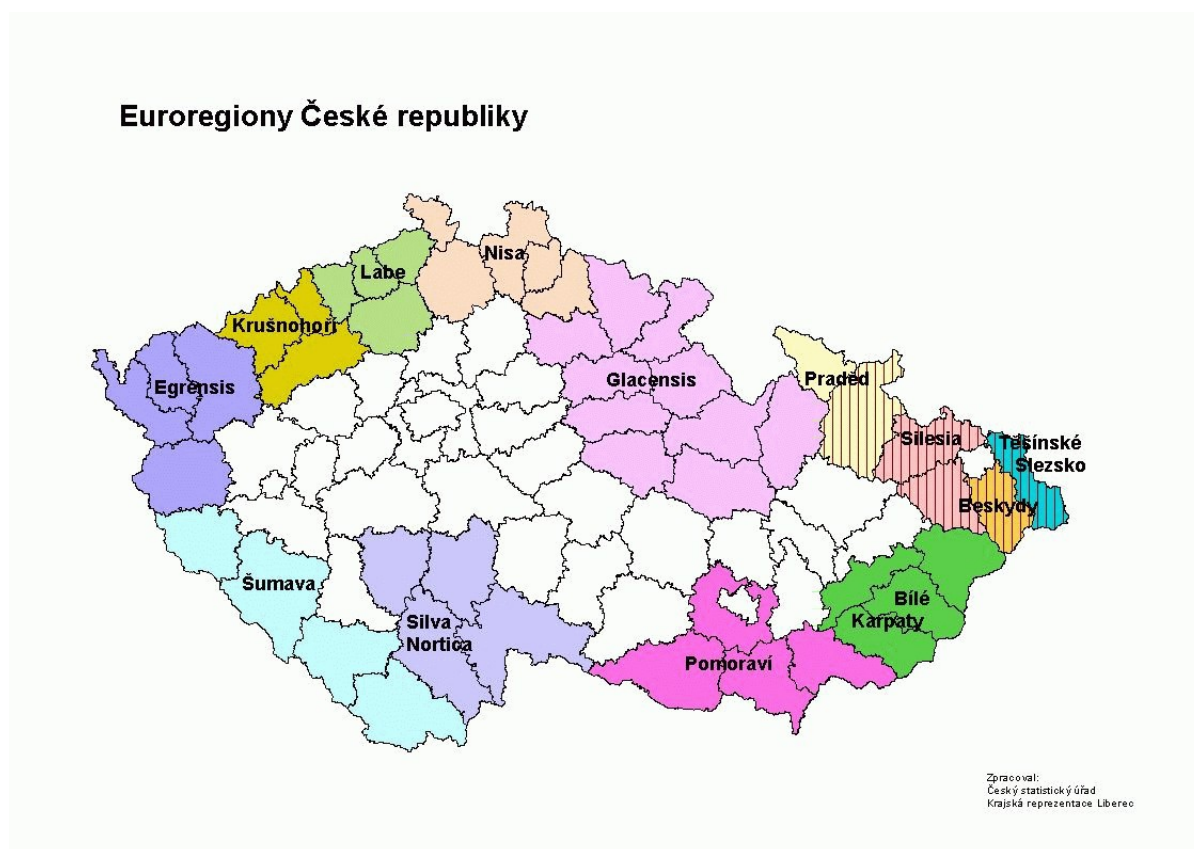 Euroregiony České republiky
Nisa
Labe
Krušnohoří
Egrensis
Glacensis
Praděd
Silesia
Těšínské
Slezsko
Beskydy
Šumava
Silva
Nortica
Bílé
Karpaty
Pomoraví
Zpracoval:
Český statistický úřad
Krajská reprezentace Liberec